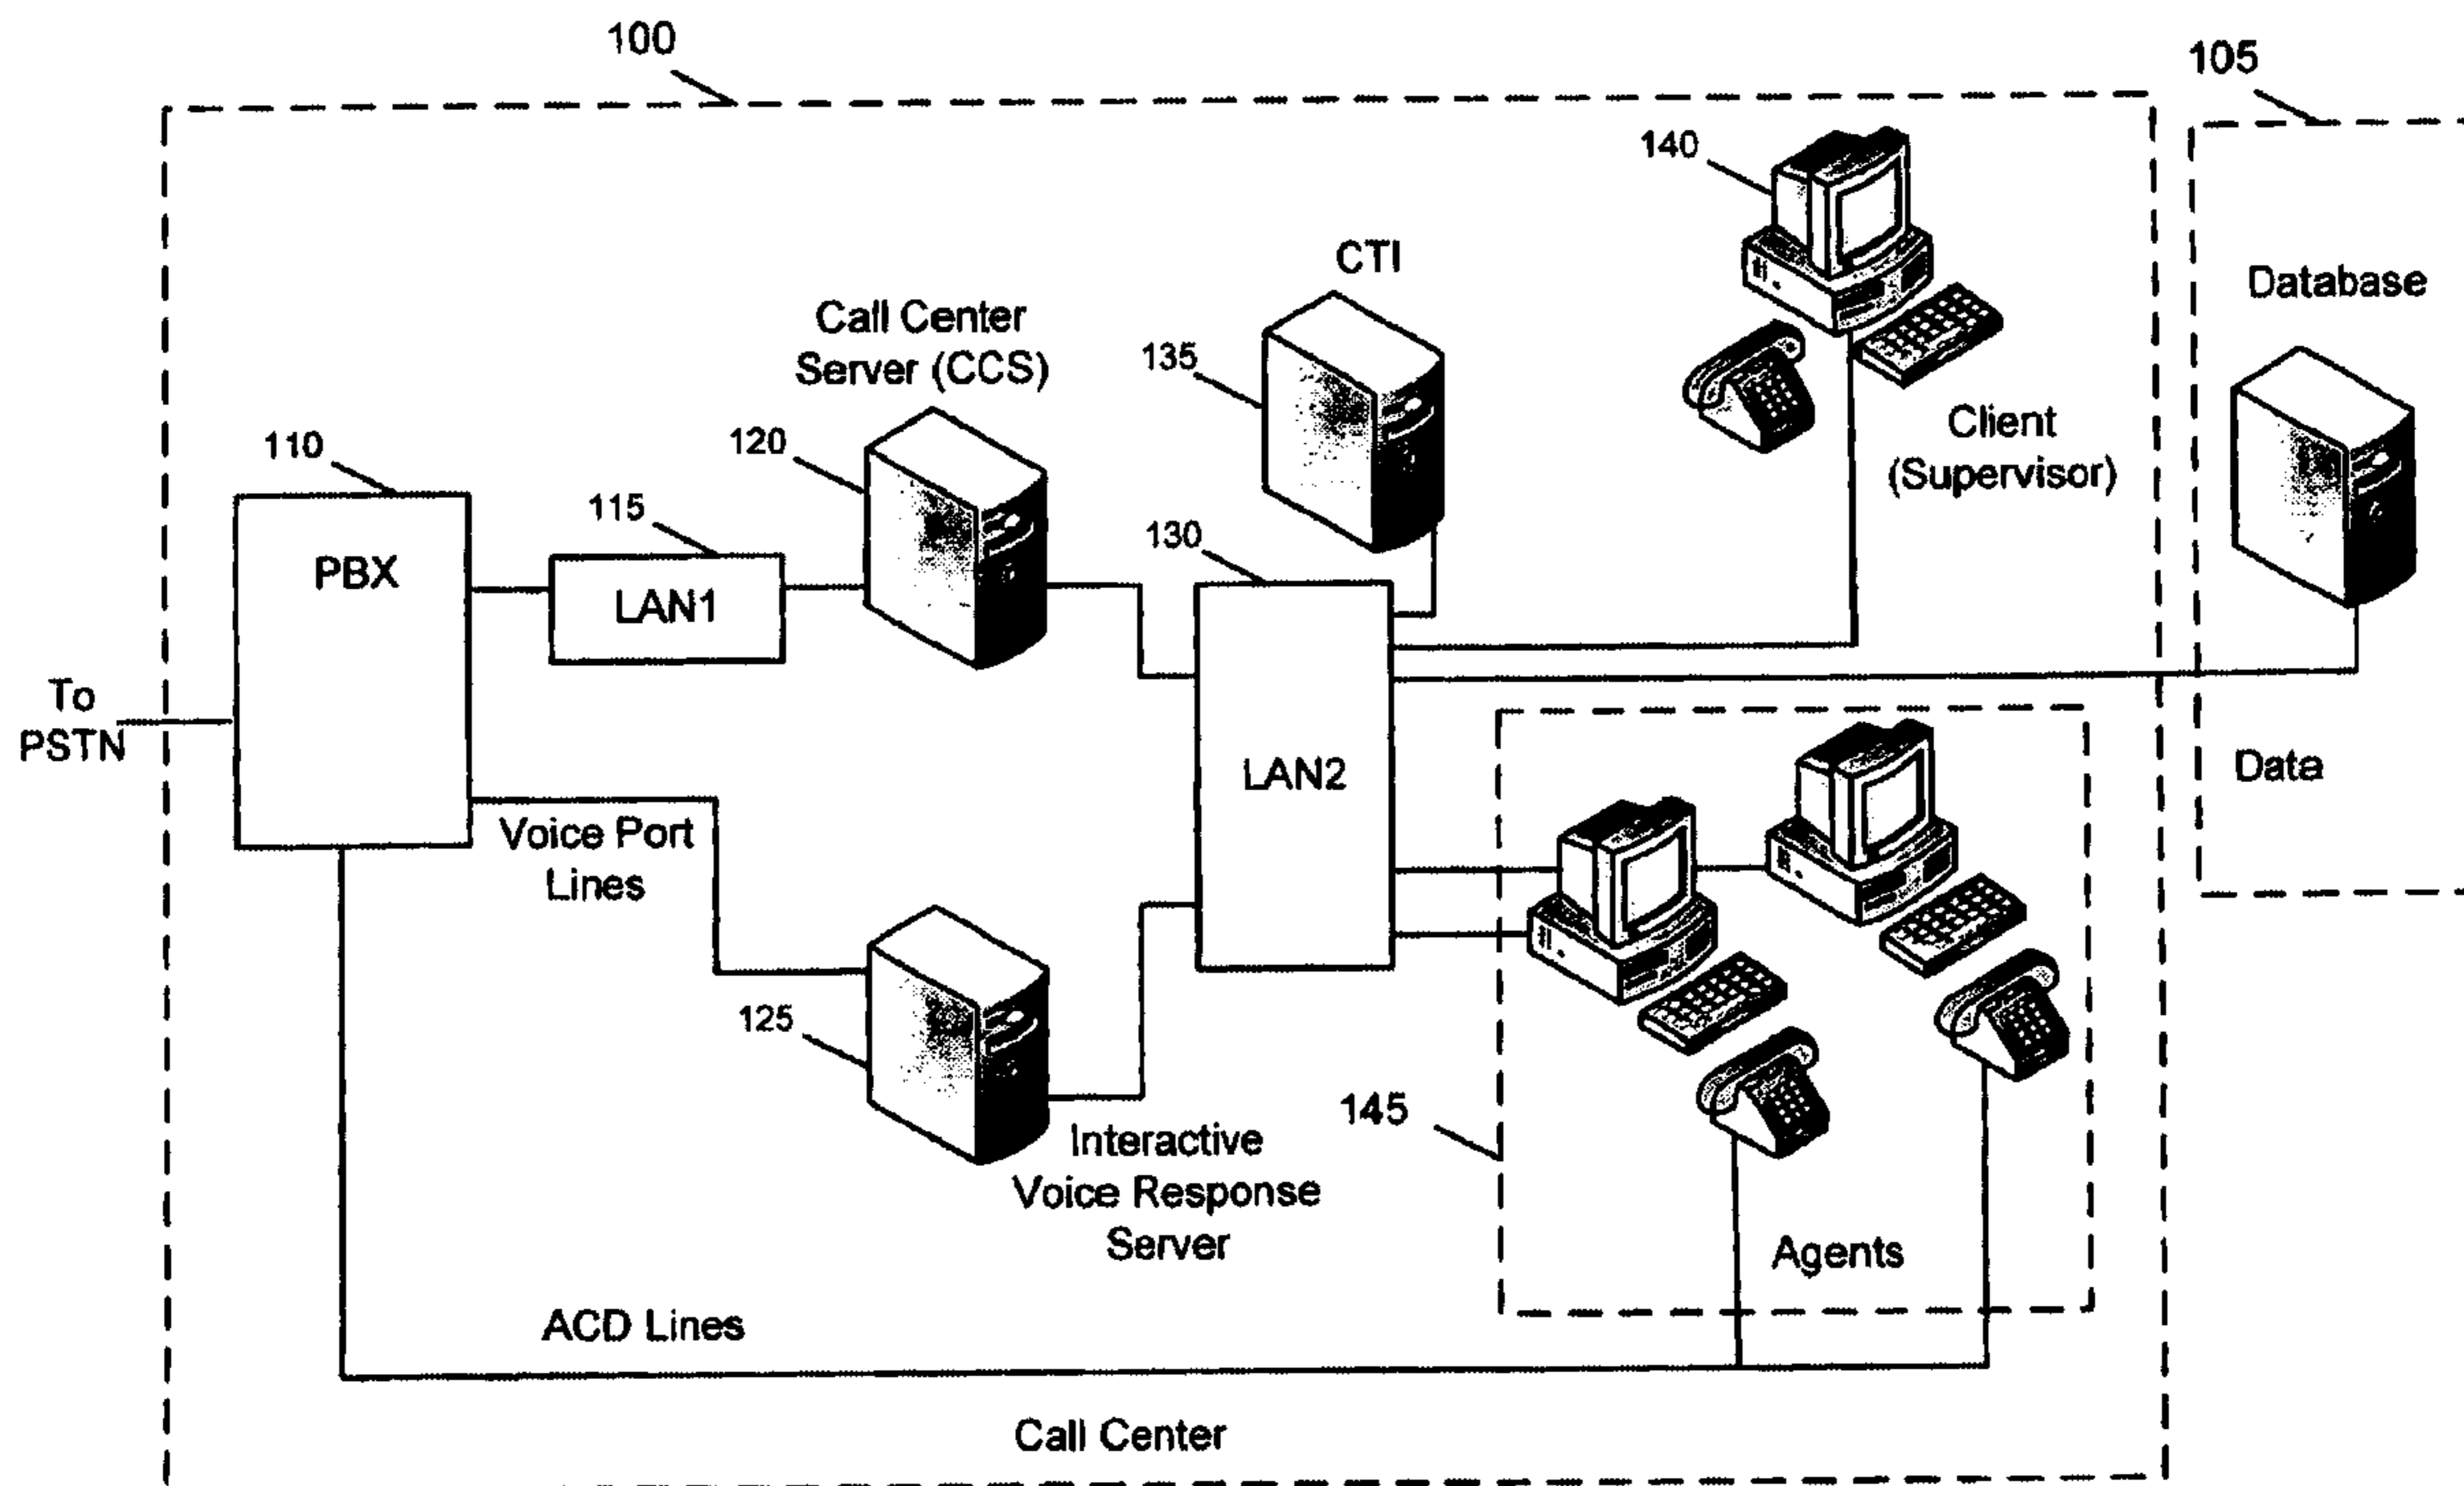 100
105
140
CTI
Database
Call Center
Server (CCS)
135
Client
(Supervisor)
110
120
115
130
PBX
LAN1
To
PSTN
LAN2
Data
Voice Port
Lines
125
145
Interactive
Voice Response
Server
Agents
ACD Lines
Call Center